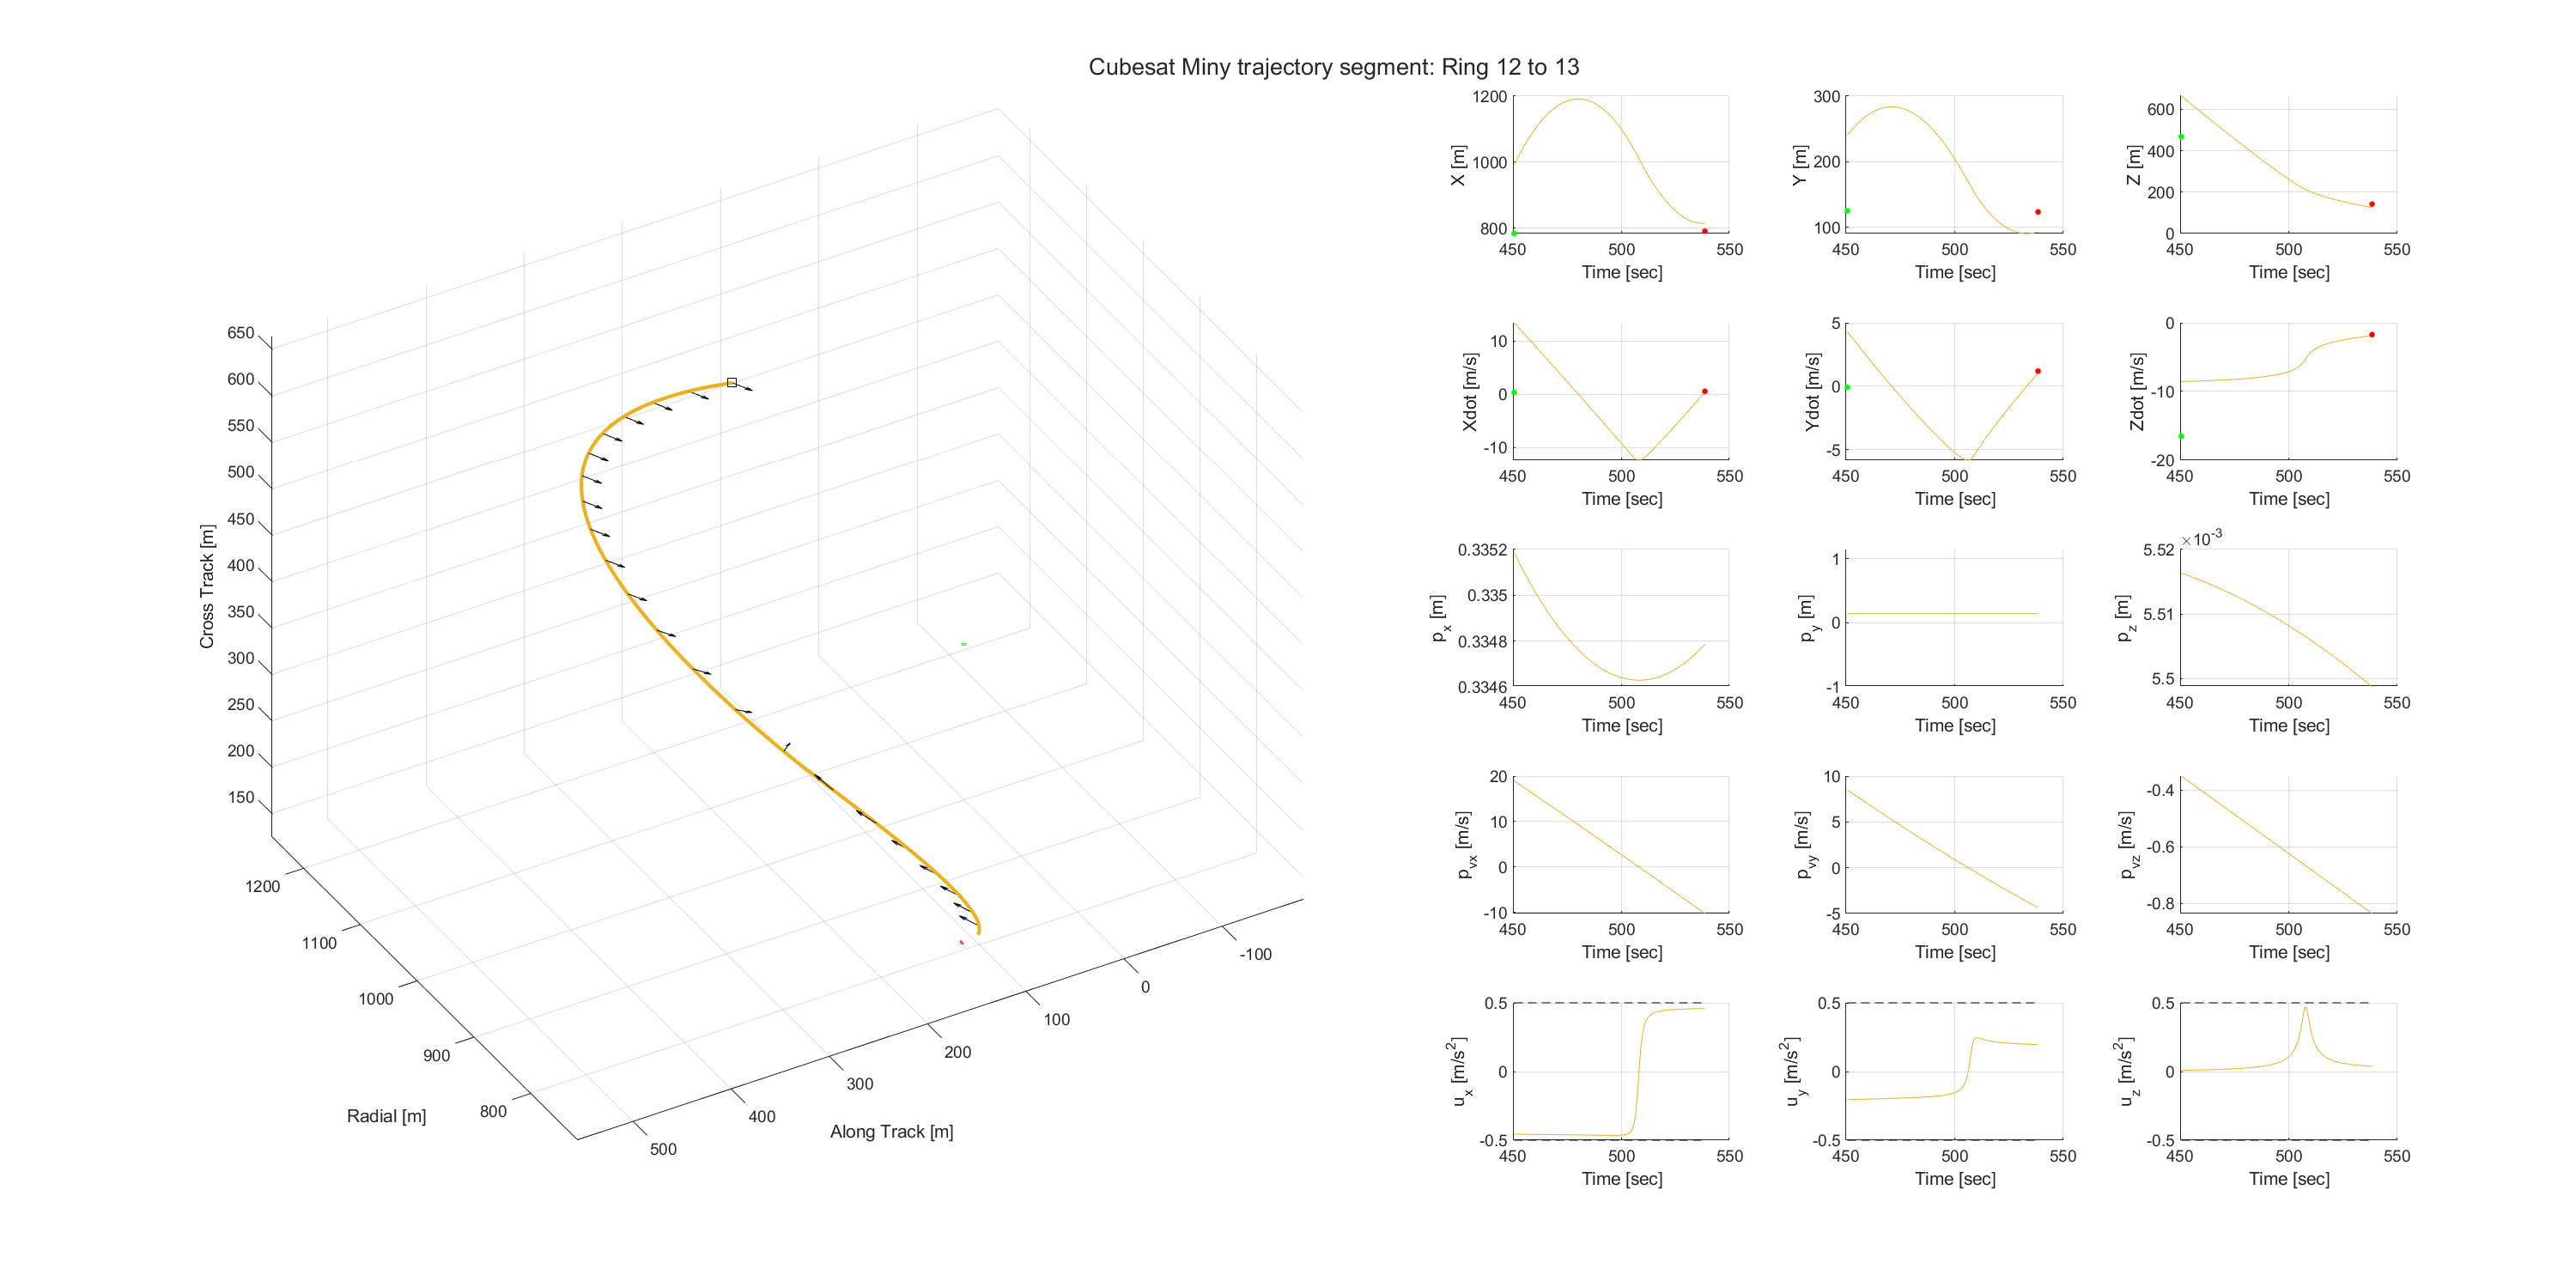 Cubesat Miny trajectory segment: Ring 12 to 13
650
600
550
500
450
400
350
300
250
200
150
Cross Track [m]
1200
1100
1000
900
800
Radial [m]
500
400
300
200
100
0
-100
Along Track [m]
1200
1000
800
X [m]
450 500 550
Time [sec]
300
200
100
Y [m]
450 500 550
Time [sec]
600
400
200
0
Z [m]
450 500 550
Time [sec]
10
0
-10
Xdot [m/s]
450 500 550
Time [sec]
5
0
-5
Ydot [m/s]
450 500 550
Time [sec]
0
-10
-20
Zdot [m/s]
450 500 550
Time [sec]
0.3352
0.335
0.3348
0.3346
p_x [m]
450 500 550
Time [sec]
1
0
-1
p_y [m]
450 500 550
Time [sec]
×10^-3
5.52
5.51
5.5
p_z [m]
450 500 550
Time [sec]
20
10
0
-10
p_vx [m/s]
450 500 550
Time [sec]
10
5
0
-5
p_vy [m/s]
450 500 550
Time [sec]
-0.4
-0.6
-0.8
p_vz [m/s]
450 500 550
Time [sec]
0.5
0
-0.5
u_x [m/s^2]
450 500 550
Time [sec]
0.5
0
-0.5
u_y [m/s^2]
450 500 550
Time [sec]
0.5
0
-0.5
u_z [m/s^2]
450 500 550
Time [sec]